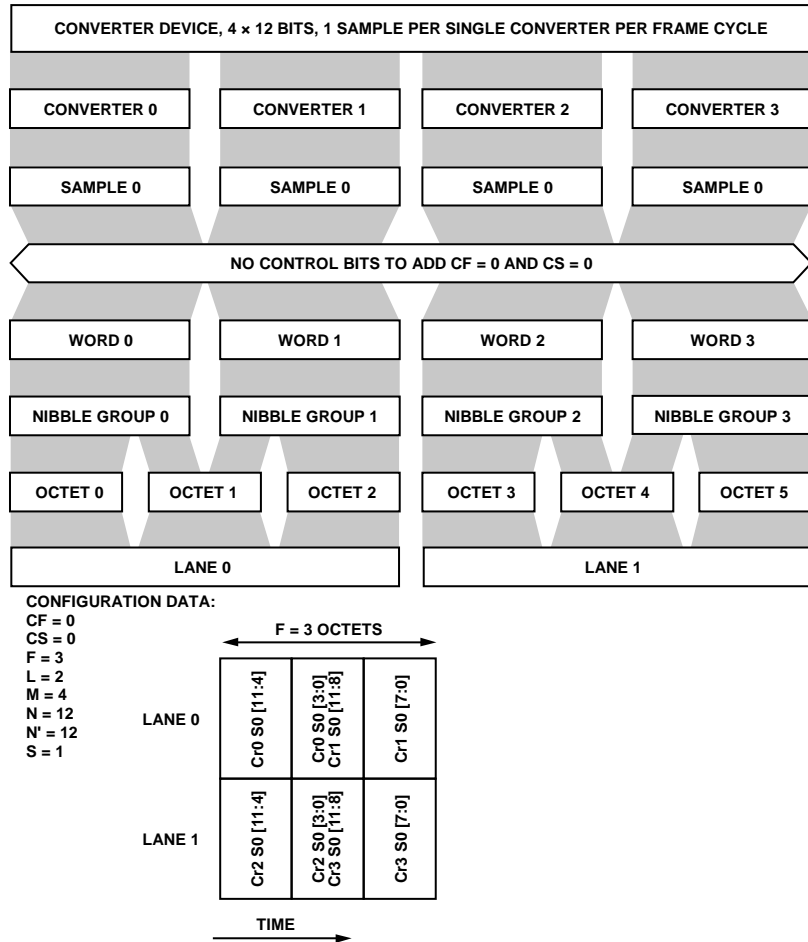 CONVERTER DEVICE, 4 × 12 BITS, 1 SAMPLE PER SINGLE CONVERTER PER FRAME CYCLE
CONVERTER 0
CONVERTER 1
CONVERTER 2
CONVERTER 3
SAMPLE 0
SAMPLE 0
SAMPLE 0
SAMPLE 0
NO CONTROL BITS TO ADD CF = 0 AND CS = 0
WORD 0
WORD 1
WORD 2
WORD 3
NIBBLE GROUP 0
NIBBLE GROUP 1
NIBBLE GROUP 2
NIBBLE GROUP 3
OCTET 0
OCTET 1
OCTET 2
OCTET 3
OCTET 4
OCTET 5
LANE 0
LANE 1
CONFIGURATION DATA:
CF = 0
CS = 0
F = 3
L = 2
M = 4
N = 12
N' = 12
S = 1
F = 3 OCTETS
LANE 0
Cr0 S0 [11:4]
Cr0 S0 [3:0]
Cr1 S0 [11:8]
Cr1 S0 [7:0]
LANE 1
Cr2 S0 [11:4]
Cr2 S0 [3:0]
Cr3 S0 [11:8]
Cr3 S0 [7:0]
TIME